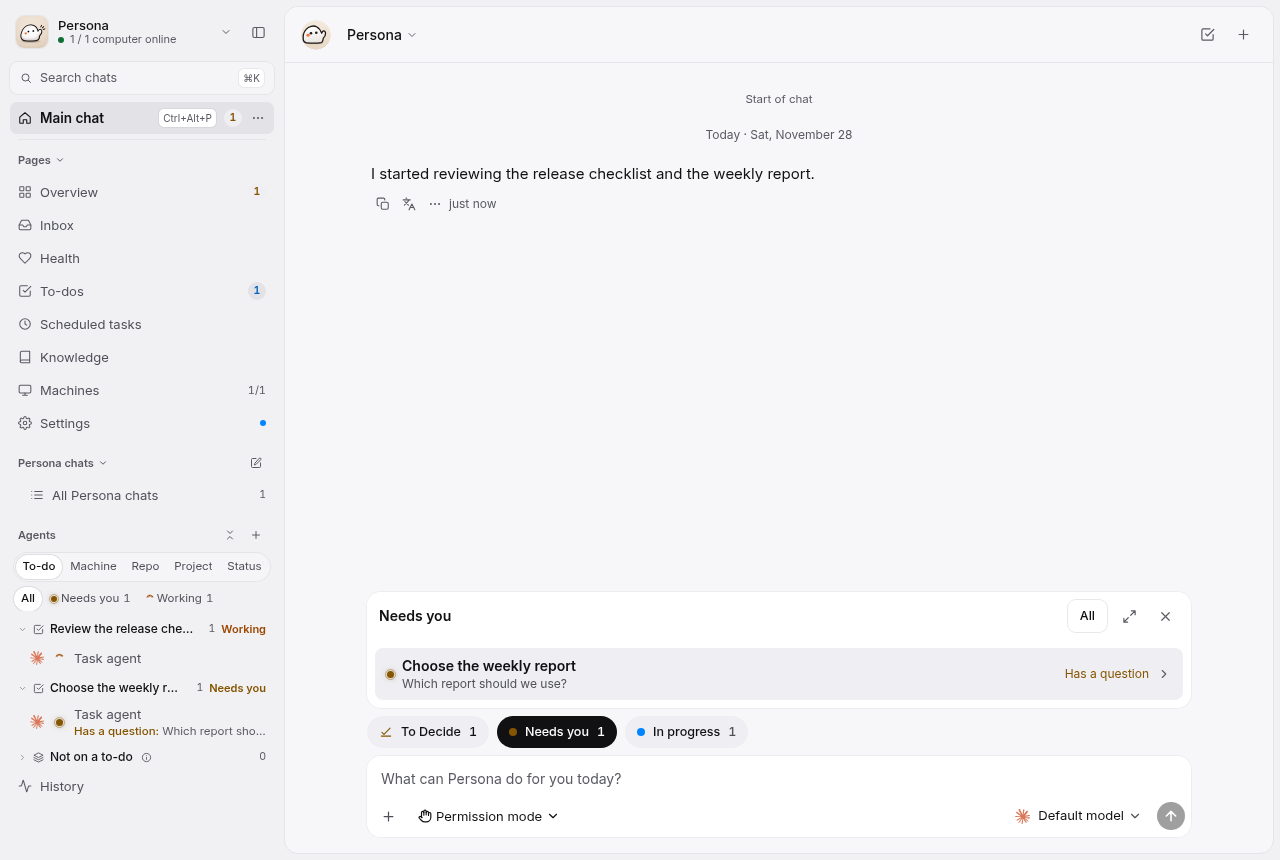 Persona
1 / 1 computer online
Search chats
⌘K
Main chat
Ctrl+Alt+P
1
Pages
Overview
1
Inbox
Health
To-dos
1
Scheduled tasks
Knowledge
Machines
1/1
Settings
Persona chats
All Persona chats
1
Agents
To-do Machine Repo Project Status
All Needs you 1 Working 1
Review the release che... 1 Working
Task agent
Choose the weekly r... 1 Needs you
Task agent
Has a question: Which report sho...
Not on a to-do 0
History
Persona
Start of chat
Today · Sat, November 28
I started reviewing the release checklist and the weekly report.
just now
Needs you
All
Choose the weekly report
Which report should we use?
Has a question
To Decide 1
Needs you 1
In progress 1
What can Persona do for you today?
Permission mode
Default model